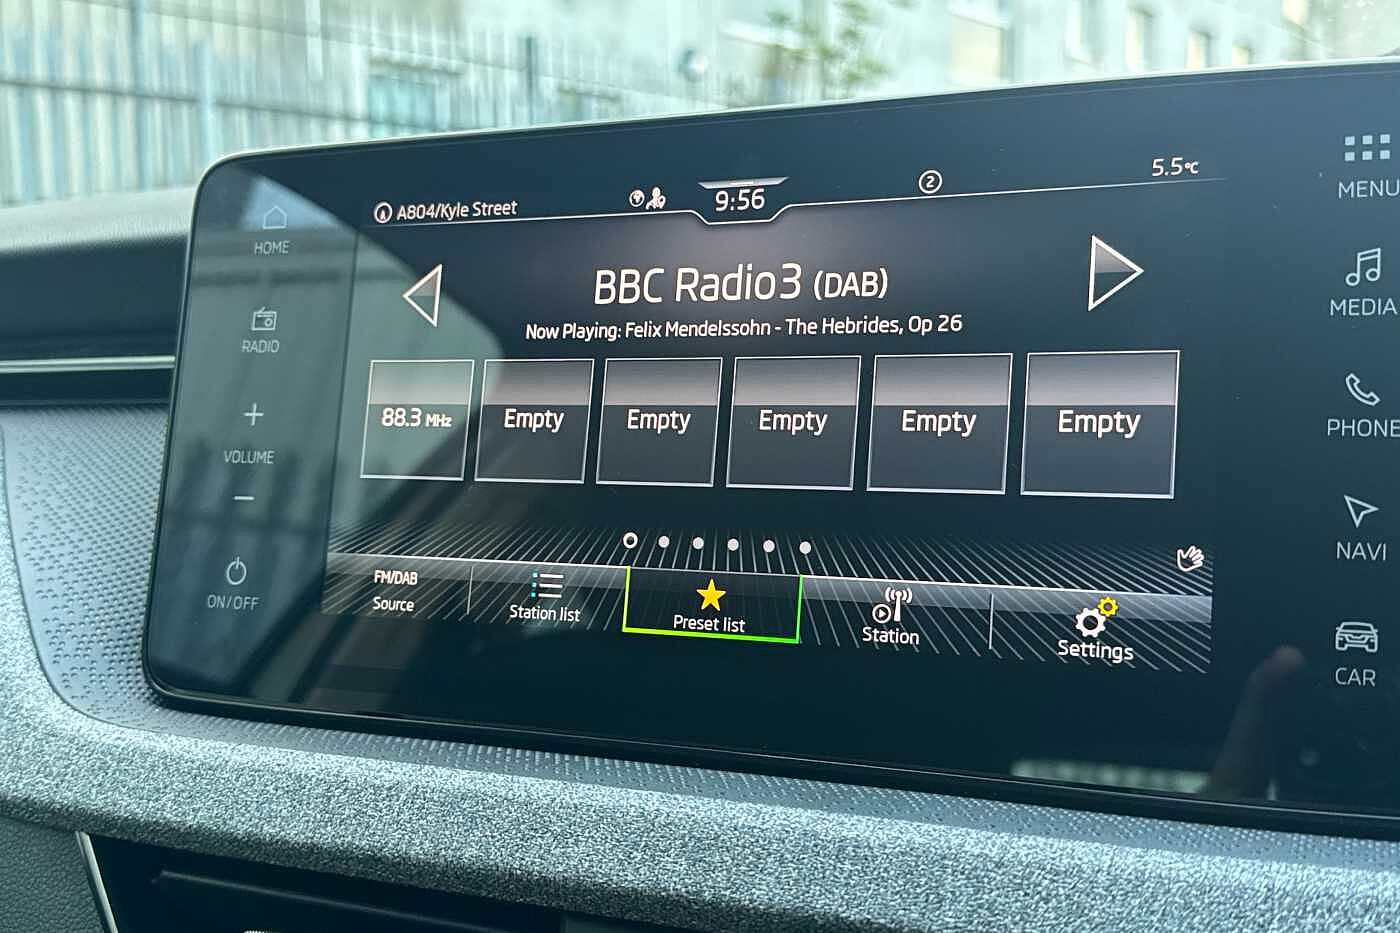 A804/Kyle Street
9:56
2
5.5°C
HOME
RADIO
VOLUME
ON/OFF
BBC Radio3 (DAB)
Now Playing: Felix Mendelssohn - The Hebrides, Op 26
88.3 MHz
Empty
Empty
Empty
Empty
Empty
FM/DAB
Source
Station list
Preset list
Station
Settings
MENU
MEDIA
PHONE
NAVI
CAR